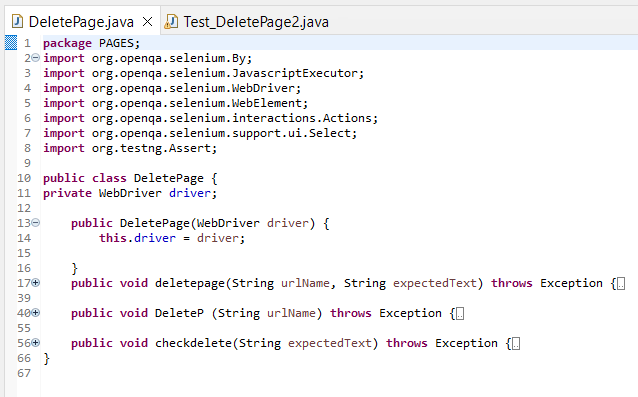 DeletePage.java Test_DeletePage2.java
1 package PAGES;
2 import org.openqa.selenium.By;
3 import org.openqa.selenium.JavascriptExecutor;
4 import org.openqa.selenium.WebDriver;
5 import org.openqa.selenium.WebElement;
6 import org.openqa.selenium.interactions.Actions;
7 import org.openqa.selenium.support.ui.Select;
8 import org.testng.Assert;
9
10 public class DeletePage {
11 private WebDriver driver;
12
13 public DeletePage(WebDriver driver) {
14 this.driver = driver;
15
16 }
17 public void deletepage(String urlName, String expectedText) throws Exception {
39
40 public void DeleteP (String urlName) throws Exception {
55
56 public void checkdelete(String expectedText) throws Exception {
66 }
67